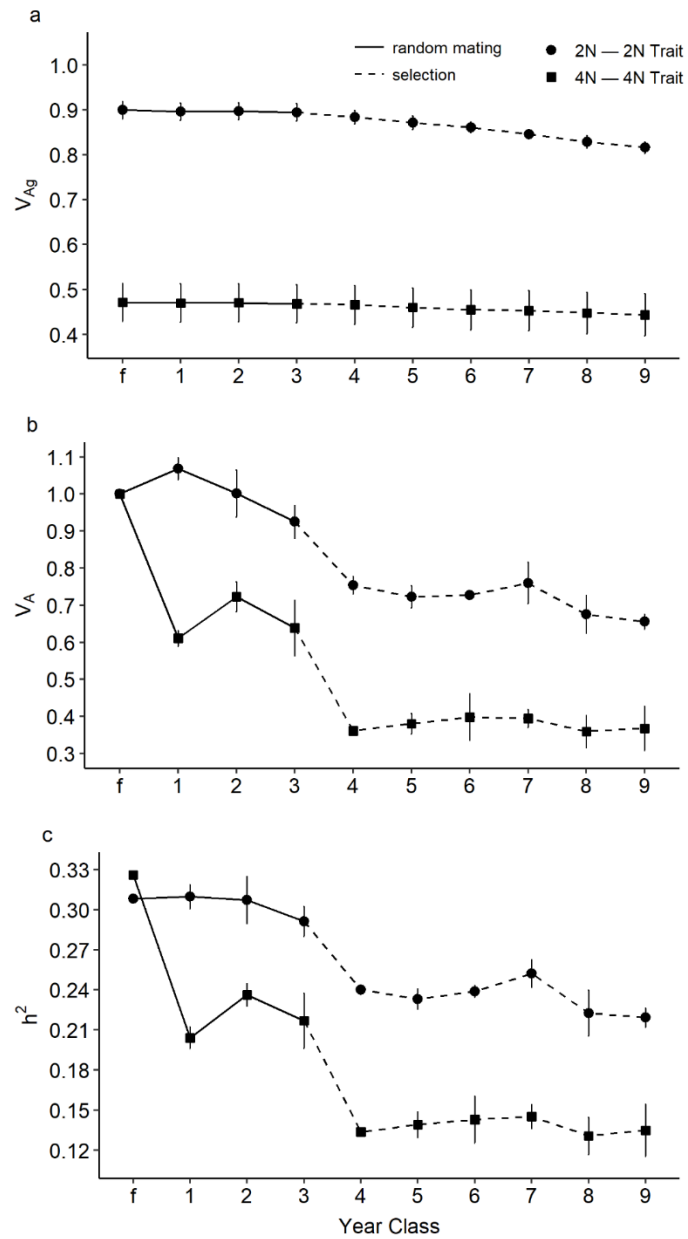 a
random mating
selection
2N — 2N Trait
4N — 4N Trait
1.0
0.9
0.8
0.7
0.6
0.5
0.4
V_Ag
f 1 2 3 4 5 6 7 8 9
b
1.1
1.0
0.9
0.8
0.7
0.6
0.5
0.4
0.3
V_A
f 1 2 3 4 5 6 7 8 9
c
0.33
0.30
0.27
0.24
0.21
0.18
0.15
0.12
h²
f 1 2 3 4 5 6 7 8 9
Year Class